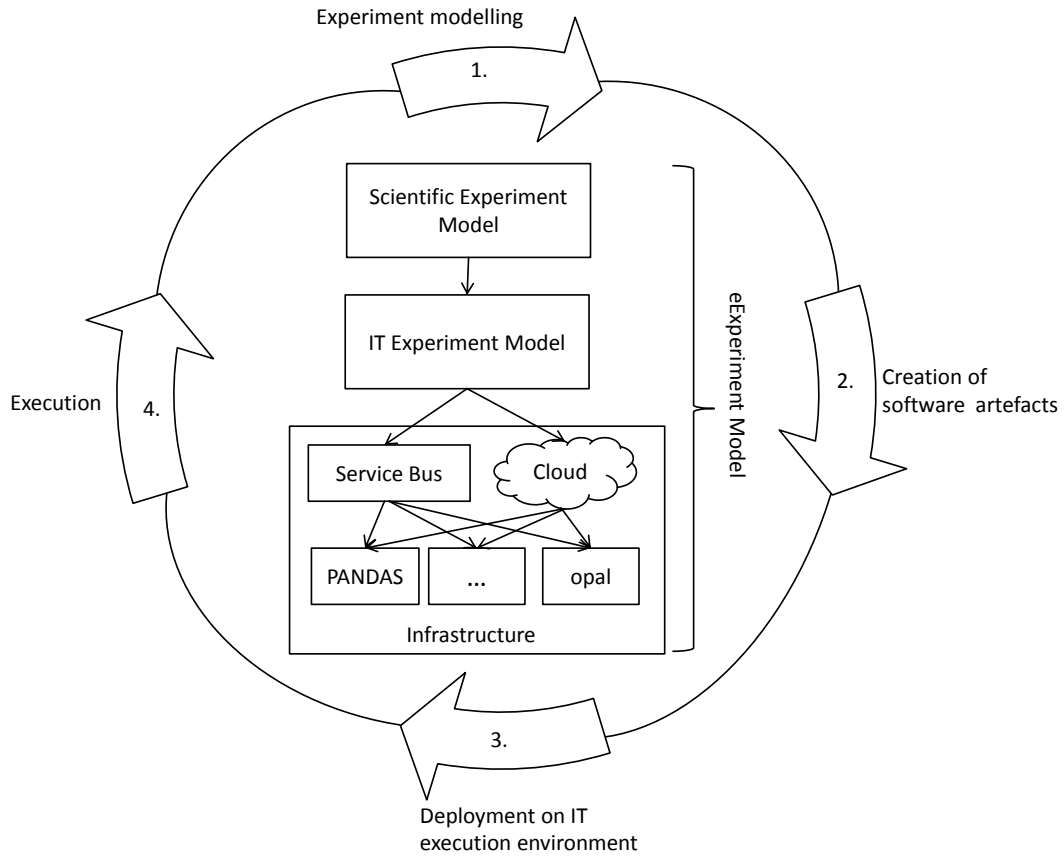 Experiment modelling
1.
Scientific Experiment
Model
IT Experiment Model
eExperiment Model
2.
Creation of
software artefacts
Execution
4.
Service Bus
Cloud
PANDAS
...
opal
Infrastructure
3.
Deployment on IT
execution environment